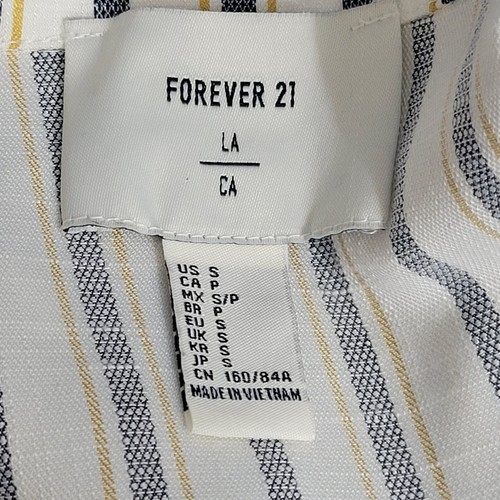 FOREVER 21
LA
CA
US S
CA P
MX S/P
BR P
EU S
UK S
KR S
JP S
CN 160/84A
MADE IN VIETNAM